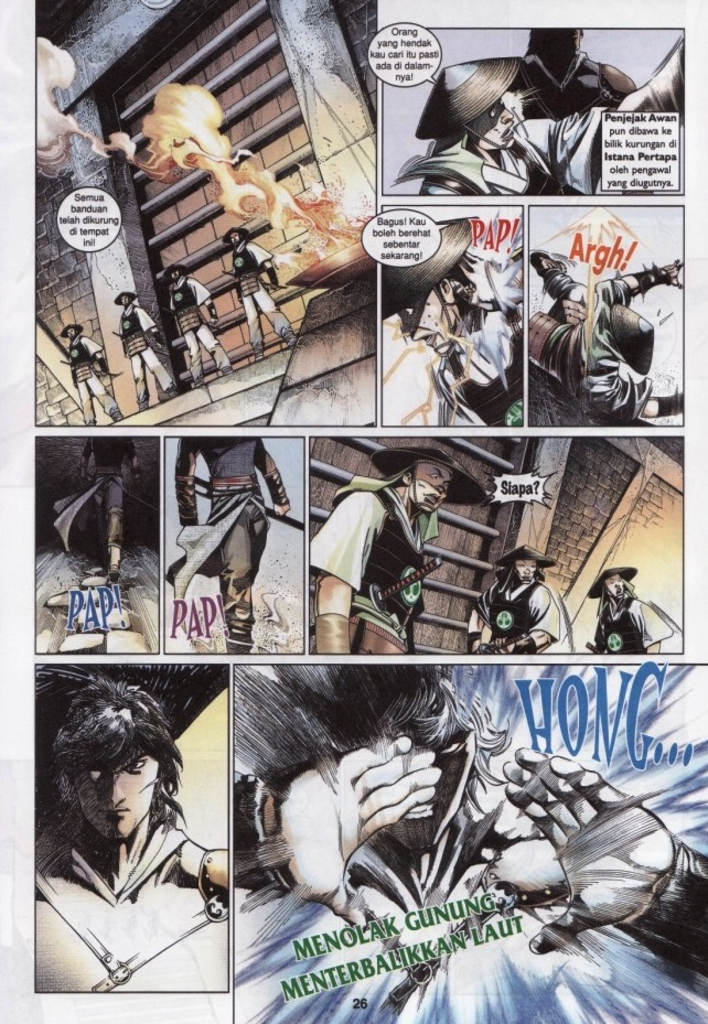 Semua
banduan
telah dikurung
di tempat
ini!
Orang
yang hendak
kau cari itu pasti
ada di dalam-
nya!
Penjejak Awan
pun dibawa ke
bilik kurungan di
Istana Pertapa
oleh pengawal
yang diugutnya.
Bagus! Kau
boleh berehat
sebentar
sekarang!
PAP!
Argh!
PAP!
PAP!
Siapa?
HONG...
MENOLAK GUNUNG
MENTERBALIKKAN LAUT
26